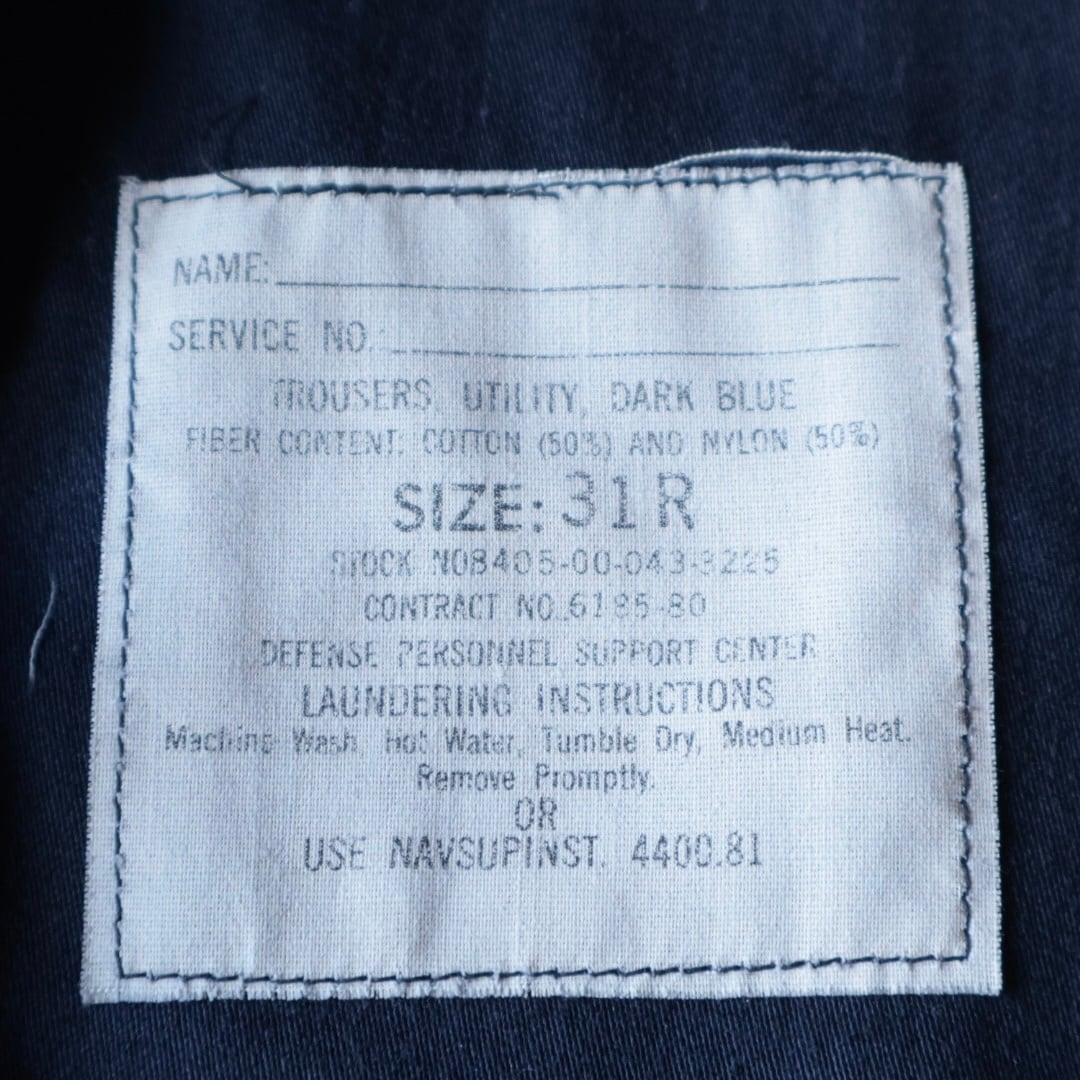 NAME:
SERVICE NO.:
TROUSERS, UTILITY, DARK BLUE
FIBER CONTENT: COTTON (50%) AND NYLON (50%)
SIZE: 31R
STOCK NO8405-00-043-3225
CONTRACT NO.6185-80
DEFENSE PERSONNEL SUPPORT CENTER
LAUNDERING INSTRUCTIONS
Machine Wash, Hot Water, Tumble Dry, Medium Heat.
Remove Promptly.
OR
USE NAVSUPINST. 4400.81